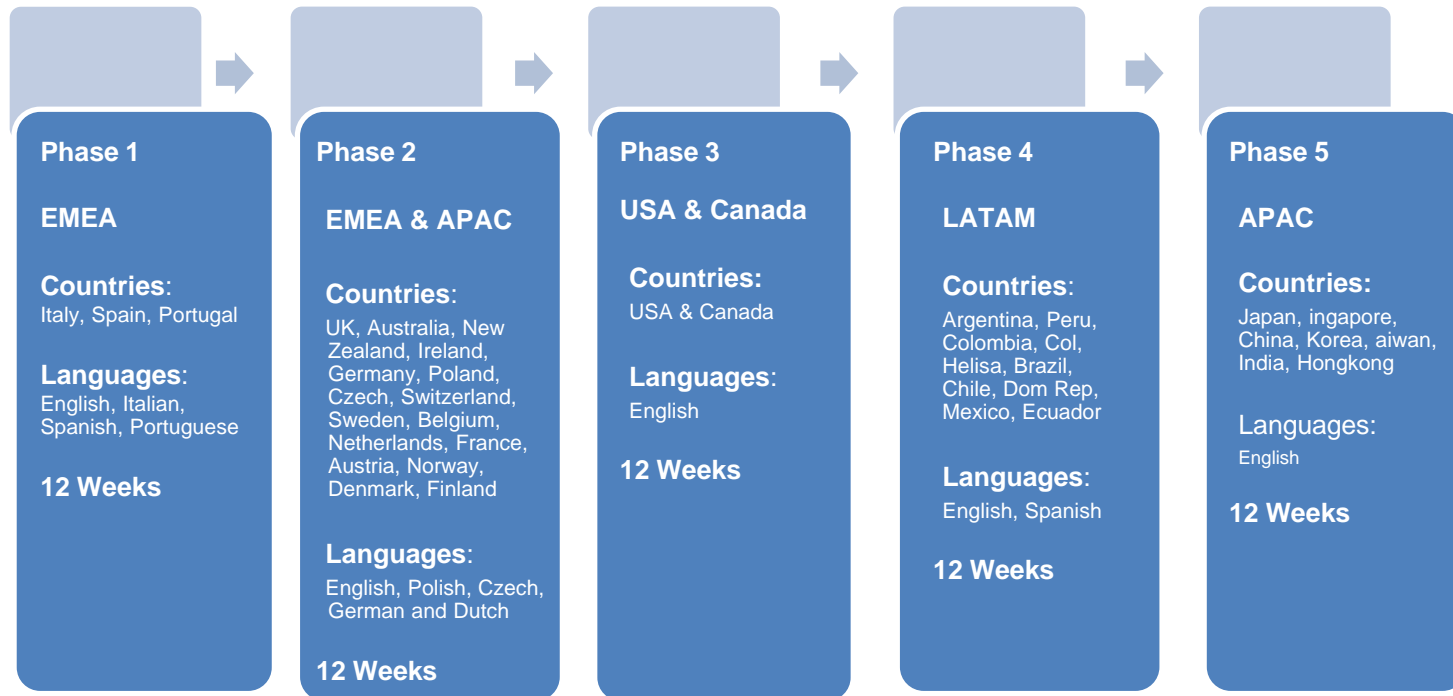 Phase 1
EMEA
Countries:
Italy, Spain, Portugal
Languages:
English, Italian,
Spanish, Portuguese
12 Weeks
Phase 2
EMEA & APAC
Countries:
UK, Australia, New
Zealand, Ireland,
Germany, Poland,
Czech, Switzerland,
Sweden, Belgium,
Netherlands, France,
Austria, Norway,
Denmark, Finland
Languages:
English, Polish, Czech,
German and Dutch
12 Weeks
Phase 3
USA & Canada
Countries:
USA & Canada
Languages:
English
12 Weeks
Phase 4
LATAM
Countries:
Argentina, Peru,
Colombia, Col,
Helisa, Brazil,
Chile, Dom Rep,
Mexico, Ecuador
Languages:
English, Spanish
12 Weeks
Phase 5
APAC
Countries:
Japan, ingapore,
China, Korea, aiwan,
India, Hongkong
Languages:
English
12 Weeks